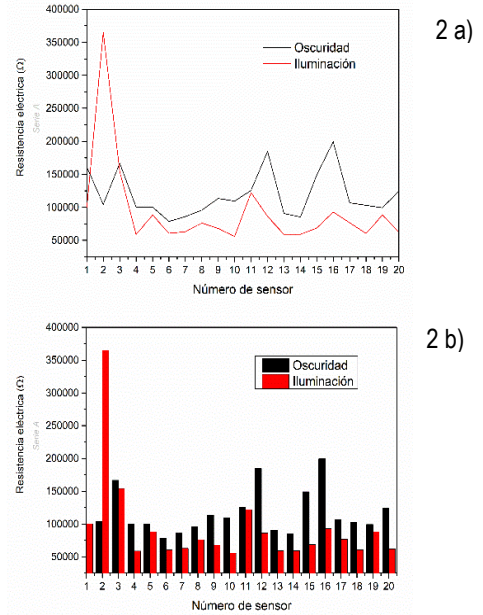 2 a)
400000
350000
300000
250000
200000
150000
100000
50000
Resistencia eléctrica (Ω)
Serie A
Oscuridad
Iluminación
1 2 3 4 5 6 7 8 9 10 11 12 13 14 15 16 17 18 19 20
Número de sensor
2 b)
400000
350000
300000
250000
200000
150000
100000
50000
Resistencia eléctrica (Ω)
Serie A
Oscuridad
Iluminación
1 2 3 4 5 6 7 8 9 10 11 12 13 14 15 16 17 18 19 20
Número de sensor